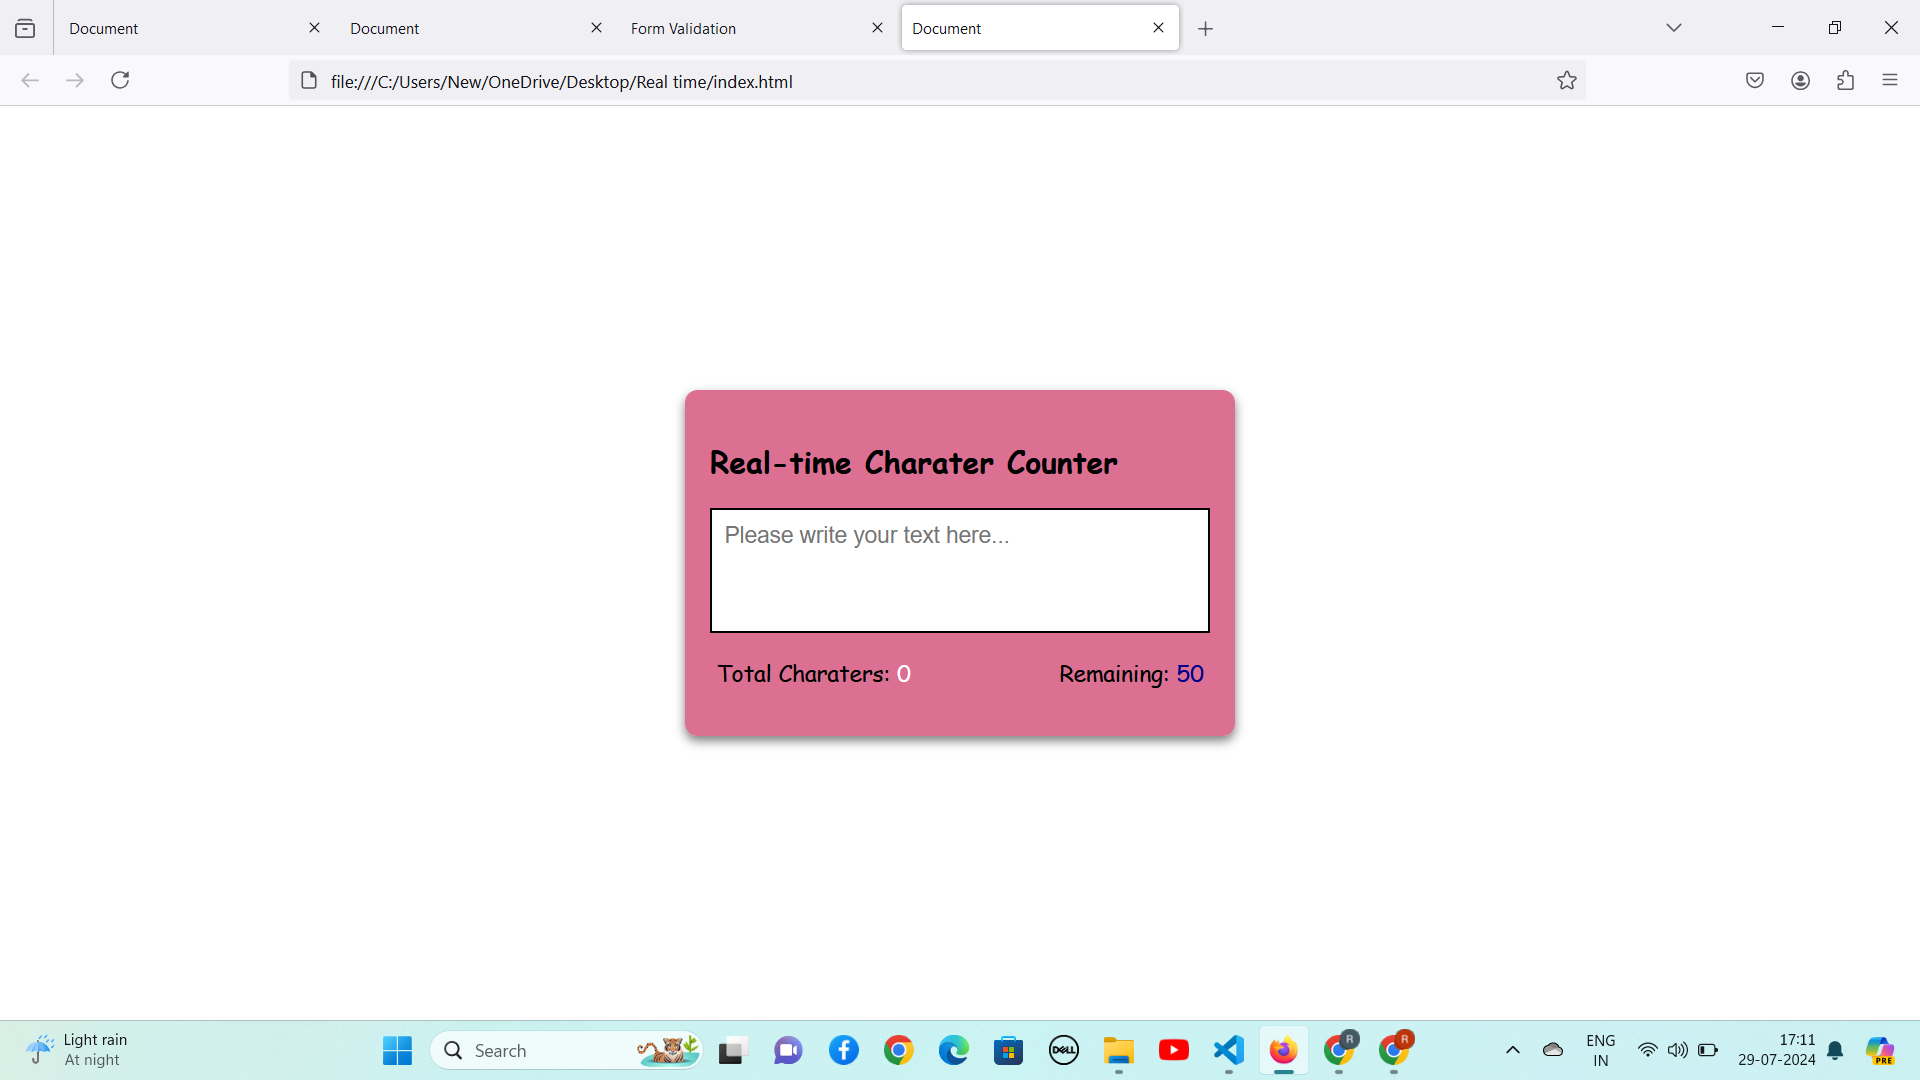 Document
Document
Form Validation
Document
file:///C:/Users/New/OneDrive/Desktop/Real time/index.html
Real-time Charater Counter
Please write your text here...
Total Charaters: 0
Remaining: 50
Light rain
At night
Search
DELL
R
R
ENG
IN
17:11
29-07-2024
PRE